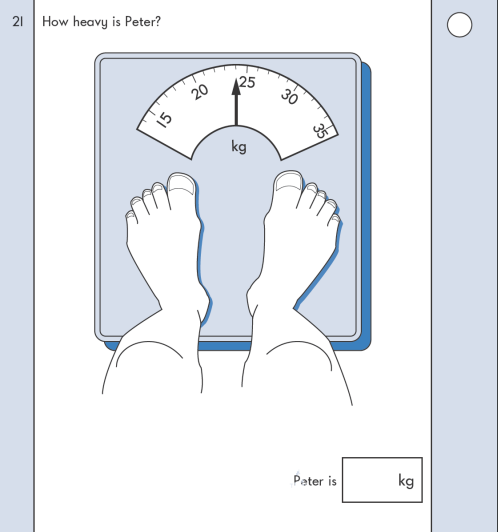 21 How heavy is Peter?
15 20 25 30 35
kg
Peter is kg